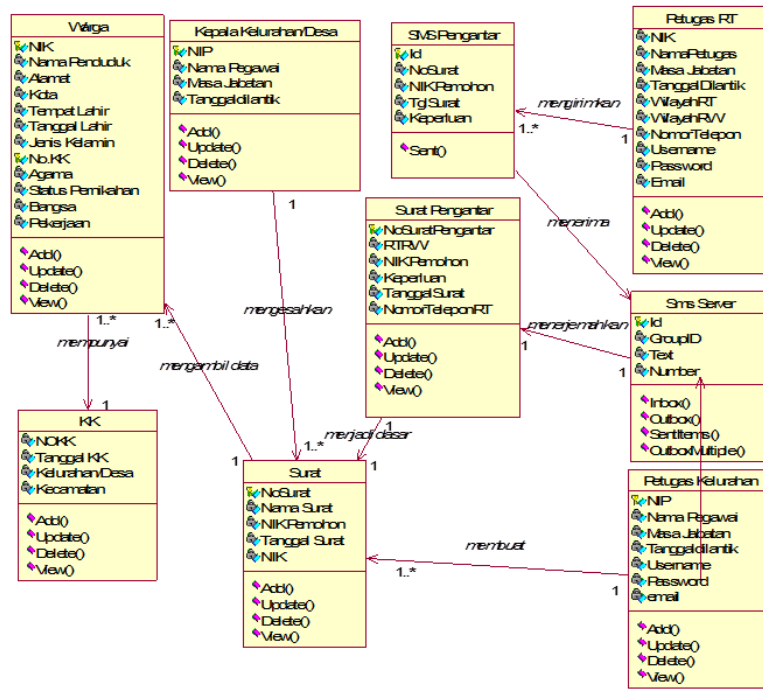 Warga
NIK
Nama Penduduk
Alamat
Kota
Tempat Lahir
Tanggal Lahir
Jenis Kelamin
No.KK
Agama
Status Pernikahan
Bangsa
Pekerjaan
Add()
Update()
Delete()
View()
Kepala Kelurahan/Desa
NIP
Nama Pegawai
Masa Jabatan
Tanggaldilantik
Add()
Update()
Delete()
View()
SMS Pengantar
Id
NoSurat
NIKPemohon
TglSurat
Keperluan
Sent()
Petugas RT
NIK
NamaPetugas
Masa Jabatan
TanggalDilantik
WilayahRT
WilayahRW
NomorTelepon
Username
Password
Email
Add()
Update()
Delete()
View()
mengirimkan
1..*
1
Surat Pengantar
NoSuratPengantar
RTRW
NIKPemohon
Keperluan
TanggalSurat
NomorTeleponRT
Add()
Update()
Delete()
View()
menerima
Sms Server
Id
GroupID
Text
Number
Inbox()
Outbox()
SentItems()
OutboxMultiple()
menerjemahkan
1
1
1
mengesahkan
1..*
1..*
1..*
mempunyai
1
mengambil data
1
1
menjadi dasar
1
KK
NOKK
Tanggal KK
Kelurahan/Desa
Kecamatan
Add()
Update()
Delete()
View()
Surat
NoSurat
Nama Surat
NIKPemohon
Tanggal Surat
NIK
Add()
Update()
Delete()
View()
membuat
1..*
1
Petugas Kelurahan
NIP
Nama Pegawai
Masa Jabatan
Tanggaldilantik
Username
Password
email
Add()
Update()
Delete()
View()